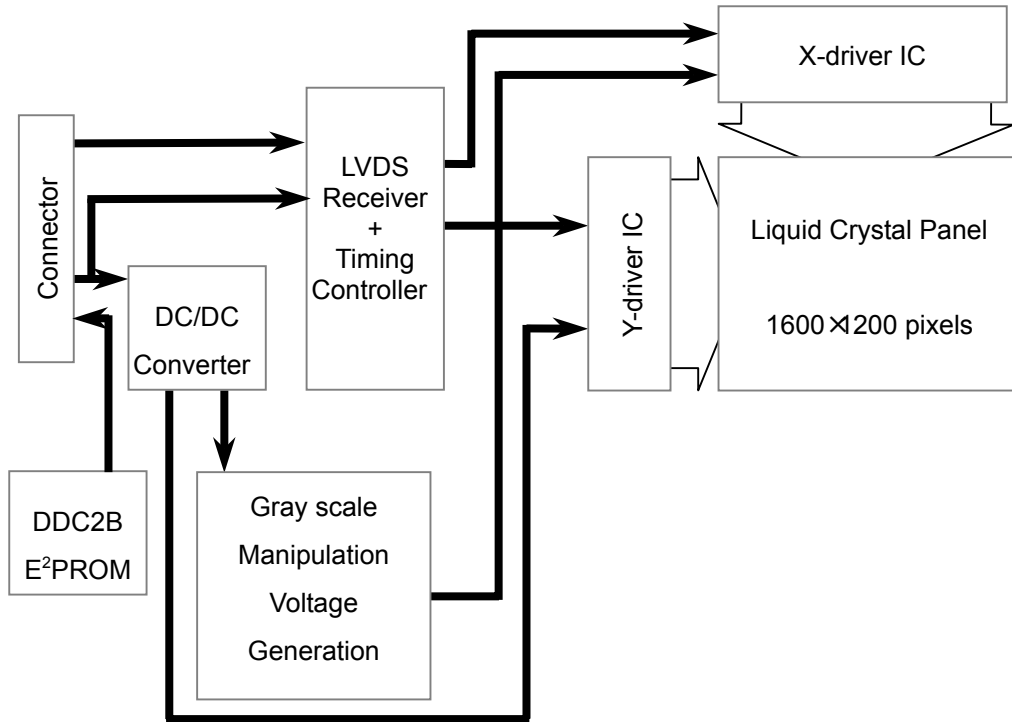 X-driver IC
Connector
LVDS
Receiver
+
Timing
Controller
Y-driver IC
Liquid Crystal Panel
1600×1200 pixels
DC/DC
Converter
DDC2B
E²PROM
Gray scale
Manipulation
Voltage
Generation